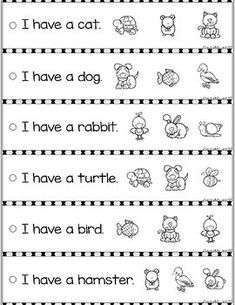 I have a cat.
I have a dog.
I have a rabbit.
I have a turtle.
I have a bird.
I have a hamster.